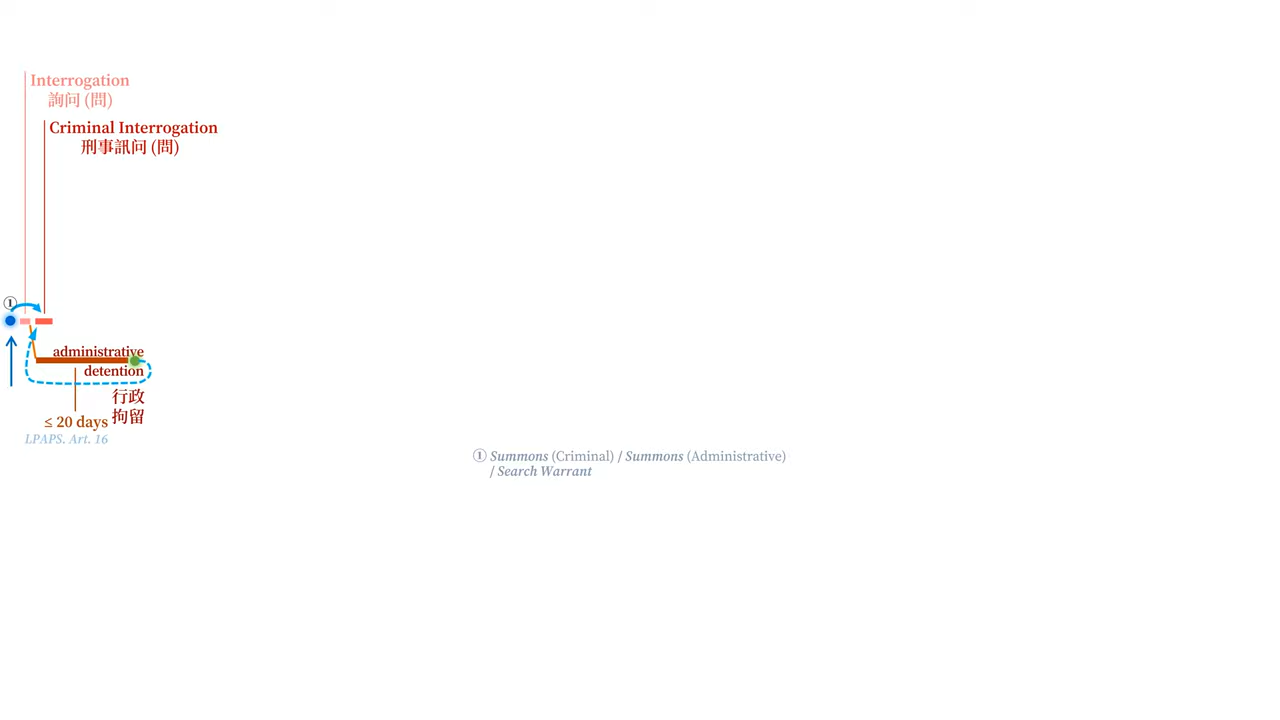 Interrogation
詢问 (問)
Criminal Interrogation
刑事訊问 (問)
①
administrative
detention
行政
拘留
≤ 20 days
LPAPS. Art. 16
① Summons (Criminal) / Summons (Administrative)
/ Search Warrant